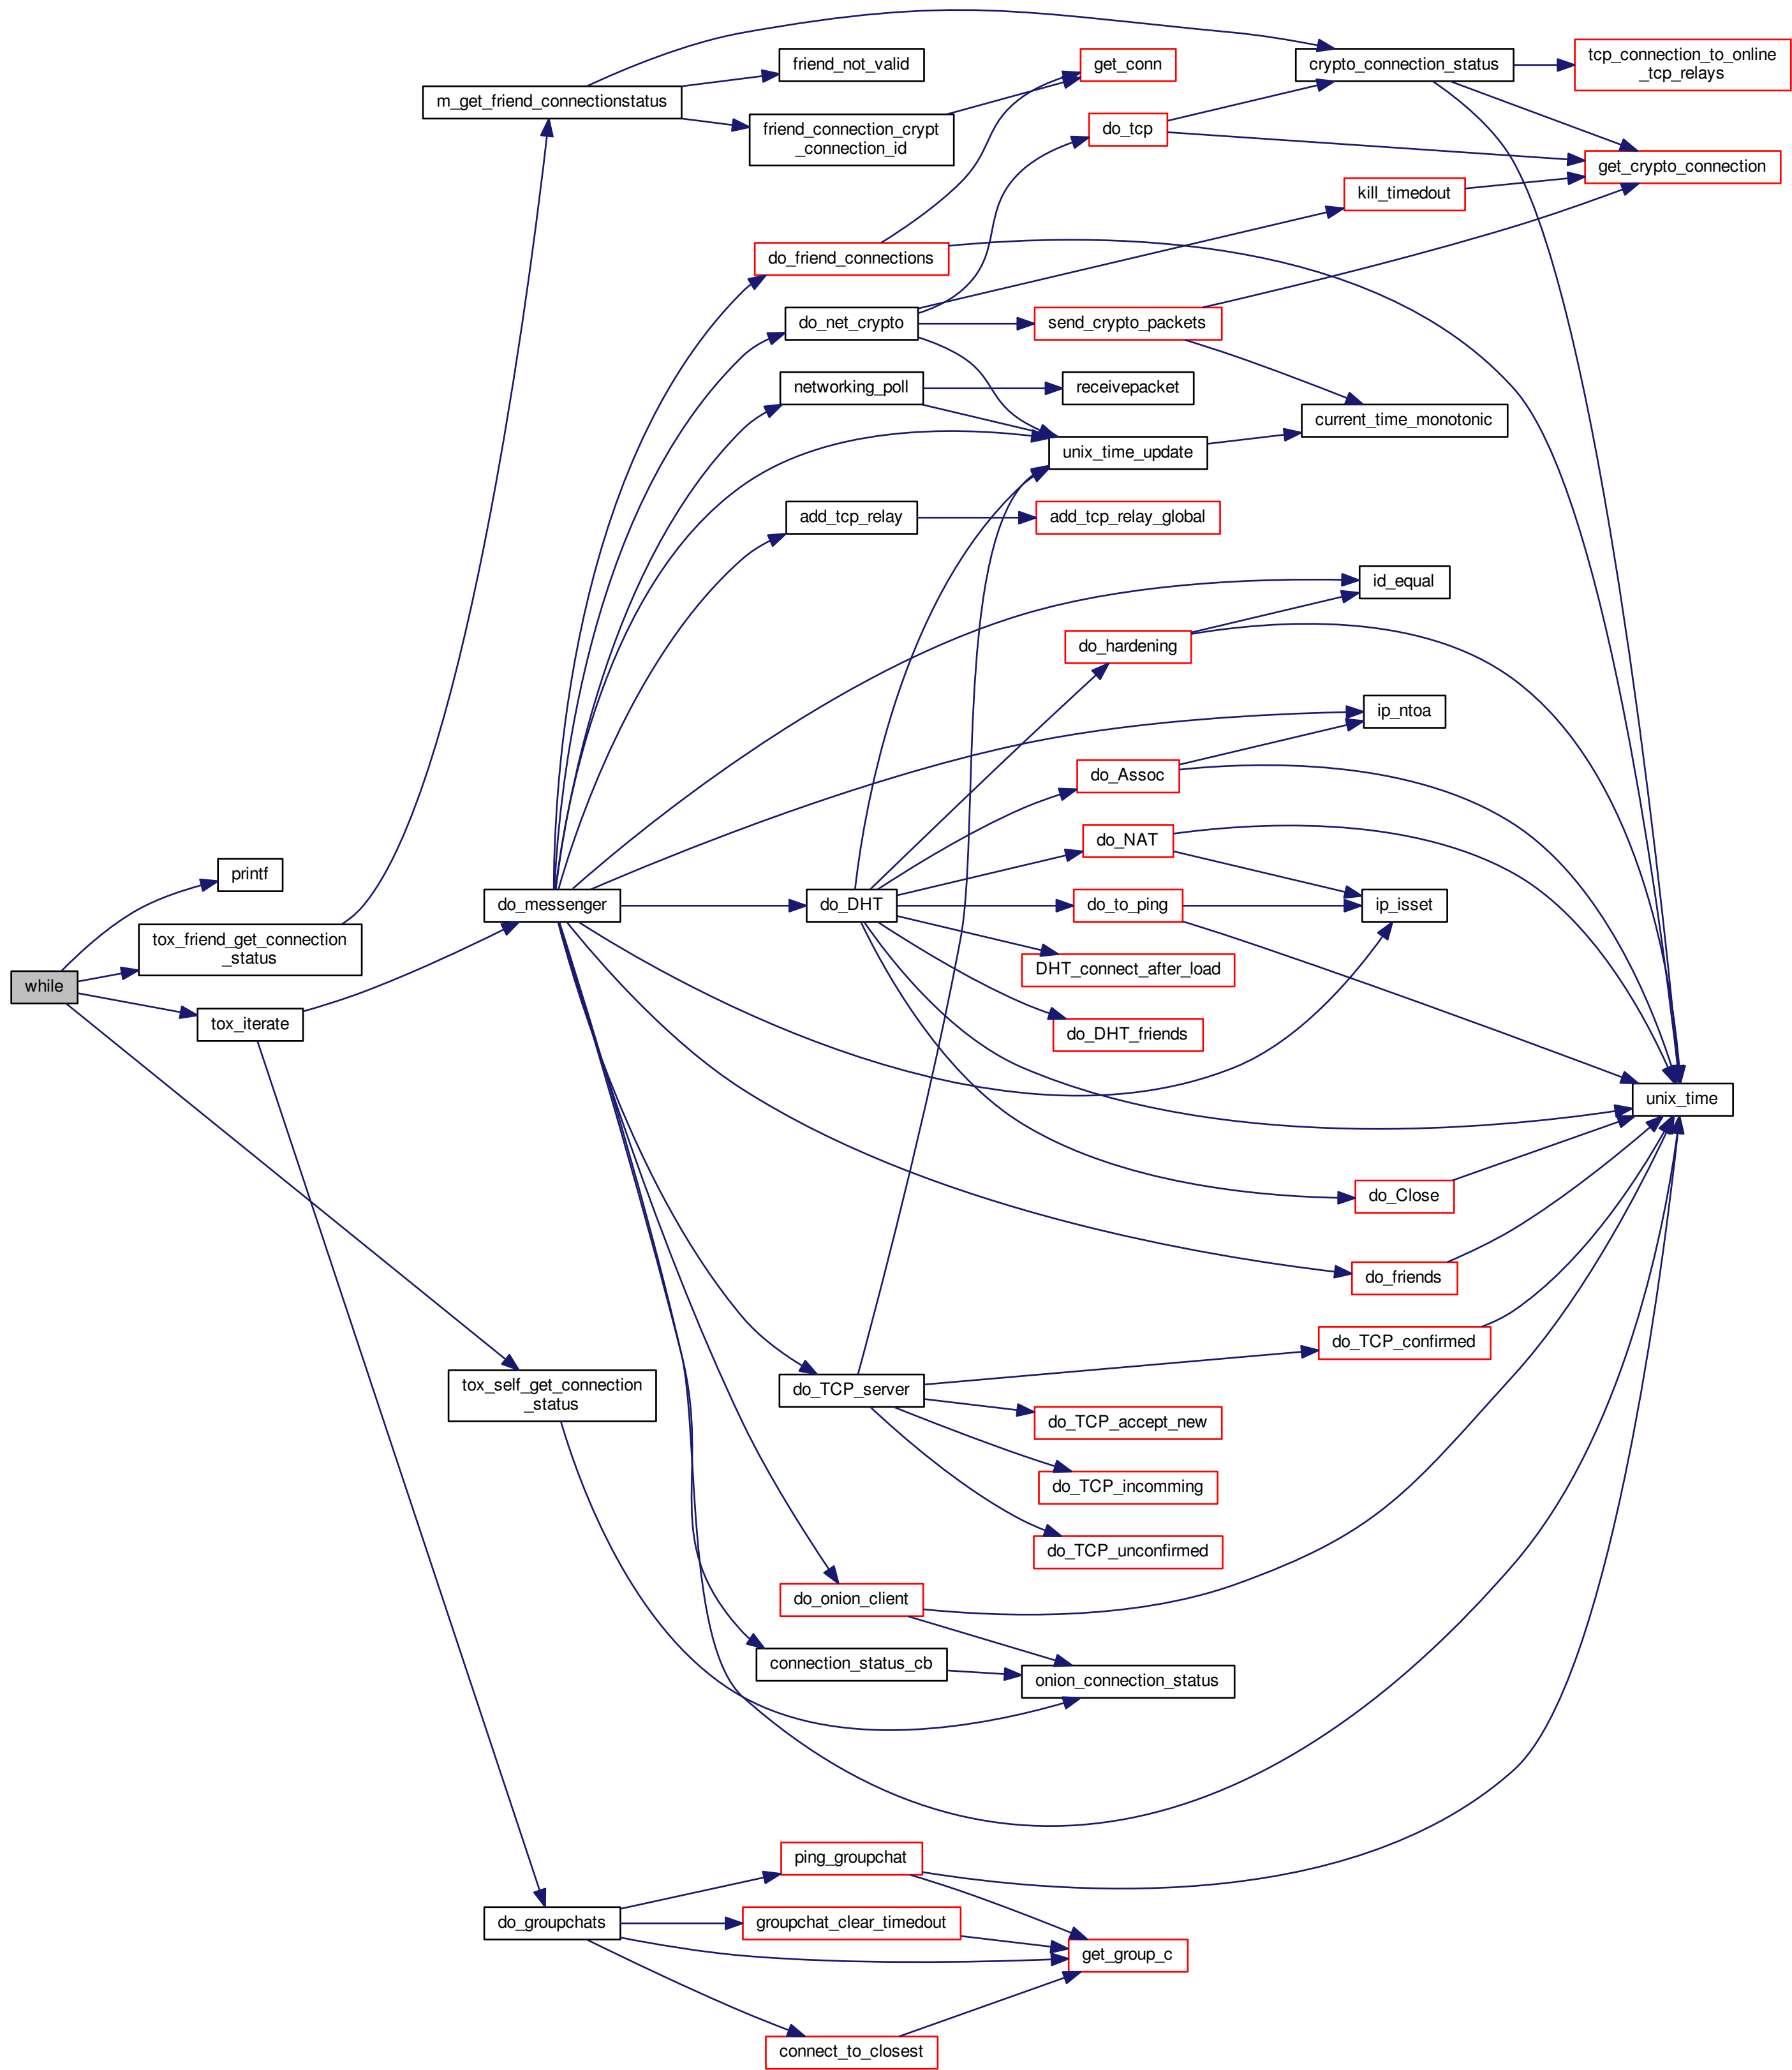 friend_not_valid
get_conn
crypto_connection_status
tcp_connection_to_online
_tcp_relays
m_get_friend_connectionstatus
friend_connection_crypt
_connection_id
do_tcp
get_crypto_connection
kill_timedout
do_friend_connections
do_net_crypto
send_crypto_packets
networking_poll
receivepacket
current_time_monotonic
unix_time_update
add_tcp_relay
add_tcp_relay_global
id_equal
do_hardening
ip_ntoa
do_Assoc
do_NAT
printf
do_messenger
do_DHT
do_to_ping
ip_isset
tox_friend_get_connection
_status
DHT_connect_after_load
while
tox_iterate
do_DHT_friends
unix_time
do_Close
do_friends
do_TCP_confirmed
tox_self_get_connection
_status
do_TCP_server
do_TCP_accept_new
do_TCP_incomming
do_TCP_unconfirmed
do_onion_client
connection_status_cb
onion_connection_status
ping_groupchat
do_groupchats
groupchat_clear_timedout
get_group_c
connect_to_closest